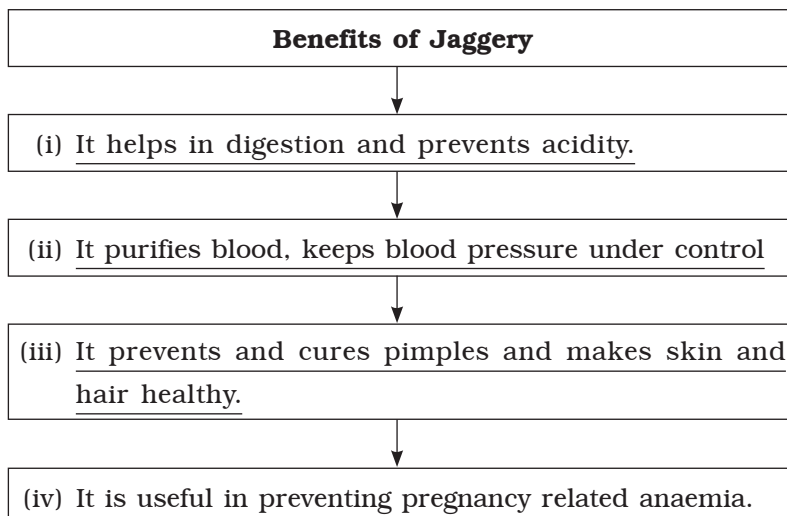 Benefits of Jaggery
(i) It helps in digestion and prevents acidity.
(ii) It purifies blood, keeps blood pressure under control
(iii) It prevents and cures pimples and makes skin and
hair healthy.
(iv) It is useful in preventing pregnancy related anaemia.